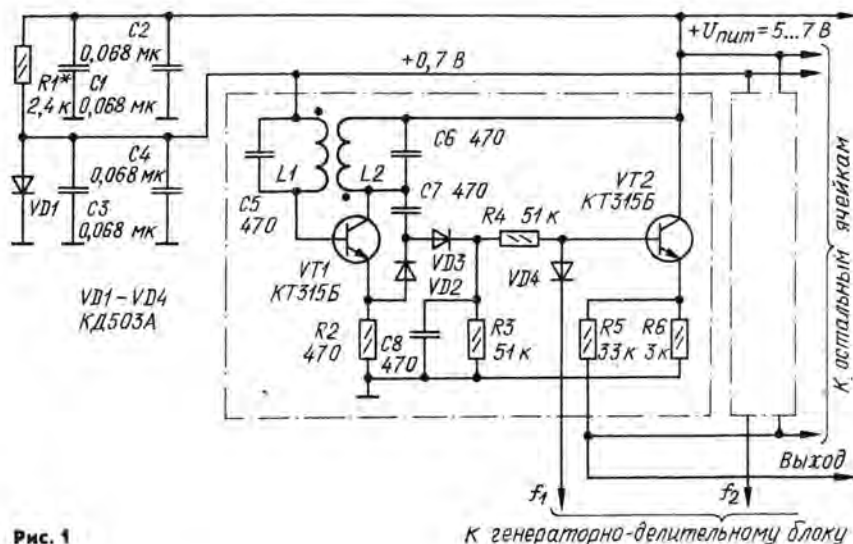 C2
0,068 мк
+Uпит = 5...7 В
R1*
C1
2,4 к
0,068 мк
+0,7 В
C4
0,068 мк
VD1
C3
0,068 мк
VD1-VD4
КД503А
C5
470
L1
L2
C6 470
C7 470
VT1
КТ315Б
R4 51 к
VD3
VD2
VD4
VT2
КТ315Б
R2
470
C8
470
R3
51 к
R5
33 к
R6
3 к
К остальным ячейкам
Выход
f1
f2
К генераторно-делительному блоку
Рис. 1